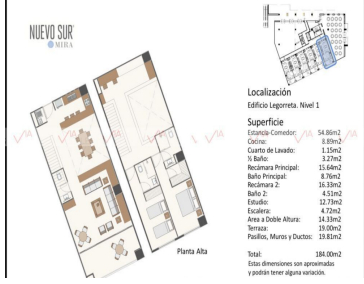 NUEVO SUR
MIRA
Planta Alta
Localización
Edificio Legorreta. Nivel 1
Superficie
Estancia-Comedor: 54.86m2
Cocina: 8.89m2
Cuarto de Lavado: 1.15m2
½ Baño: 3.27m2
Recámara Principal: 15.64m2
Baño Principal: 8.76m2
Recámara 2: 16.33m2
Baño 2: 4.51m2
Estudio: 12.73m2
Escalera: 4.72m2
Area a Doble Altura: 14.33m2
Terraza: 19.00m2
Pasillos, Muros y Ductos: 19.81m2
Total: 184.00m2
Estas dimensiones son aproximadas
y podrán tener alguna variación.